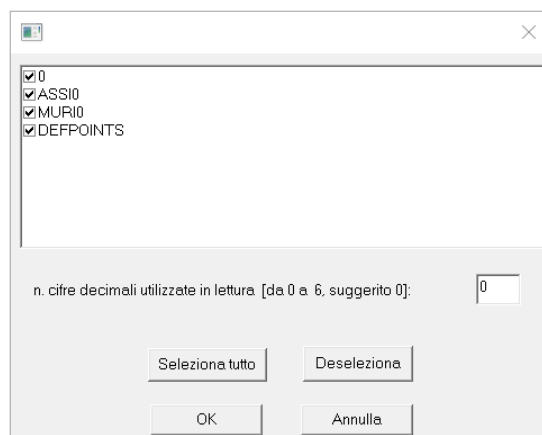 0
ASSI0
MURI0
DEFPOINTS
n. cifre decimali utilizzate in lettura [da 0 a 6, suggerito 0]: 0
Seleziona tutto Deseleziona
OK Annulla